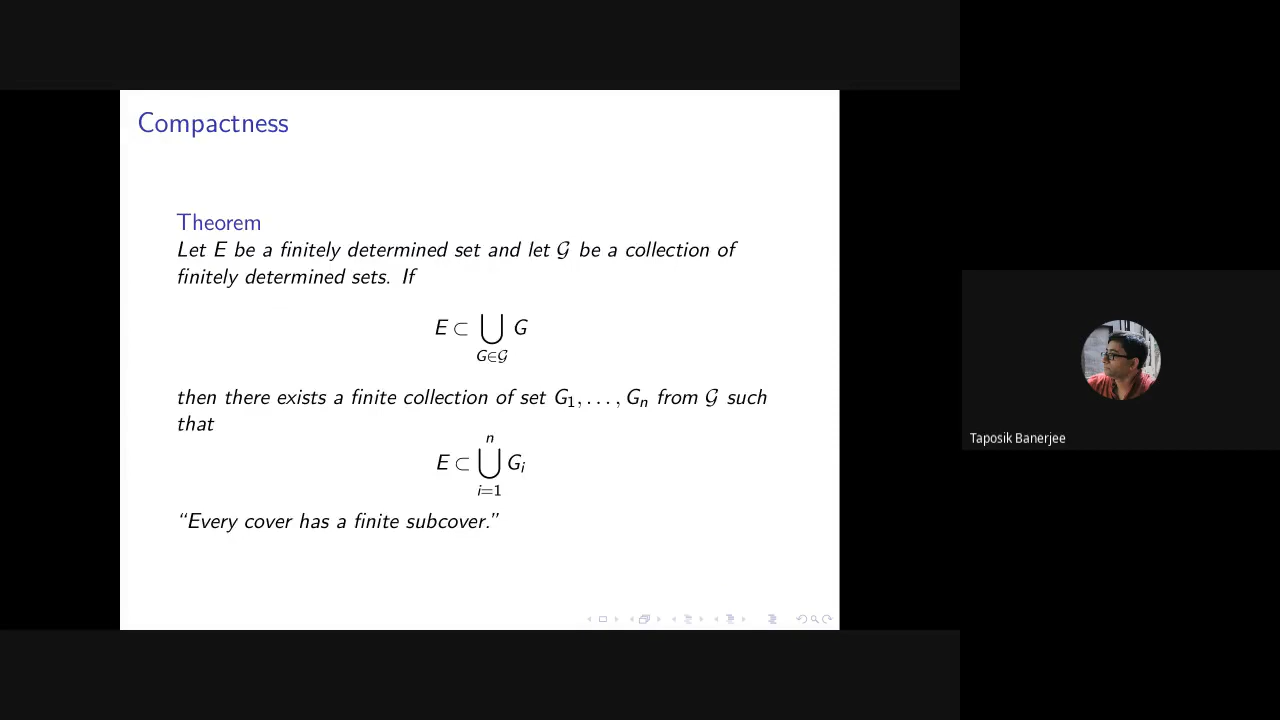 Compactness
Theorem
Let E be a finitely determined set and let 𝒢 be a collection of
finitely determined sets. If
E ⊂ ⋃ G
G∈𝒢
then there exists a finite collection of set G₁, . . . , Gₙ from 𝒢 such
that
n
E ⊂ ⋃ Gᵢ
i=1
“Every cover has a finite subcover.”
Taposik Banerjee